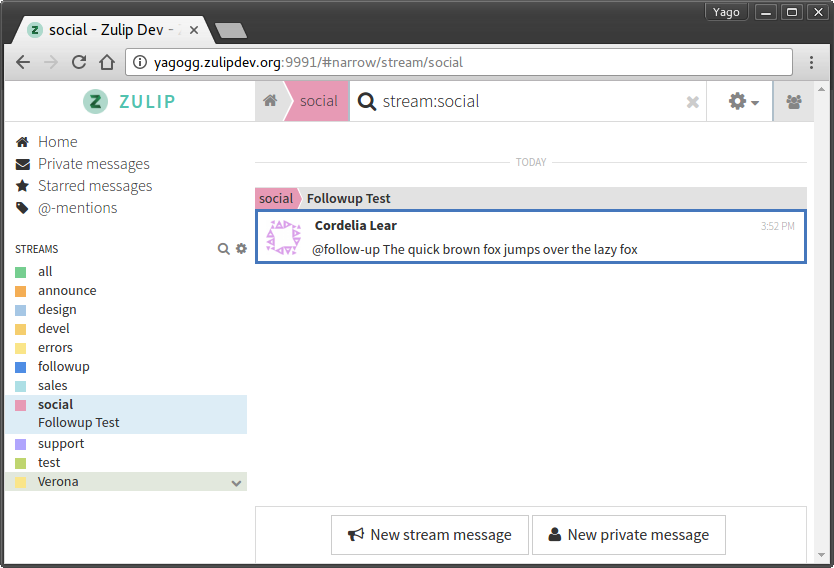 Yago
social - Zulip Dev -
yagogg.zulipdev.org:9991/#narrow/stream/social
ZULIP
social
stream:social
Home
Private messages
Starred messages
@-mentions
STREAMS
all
announce
design
devel
errors
followup
sales
social
Followup Test
support
test
Verona
TODAY
social Followup Test
Cordelia Lear 3:52 PM
@follow-up The quick brown fox jumps over the lazy fox
New stream message New private message